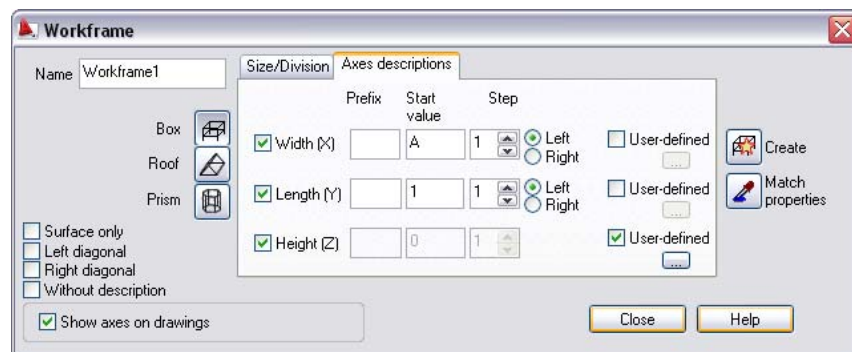 Workframe
Name Workframe1
Size/Division Axes descriptions
Prefix Start value Step
Box
Roof
Prism
Width (X) A 1 Left Right User-defined ...
Length (Y) 1 1 Left Right User-defined ...
Height (Z) 0 1 User-defined ...
Create
Match properties
Surface only
Left diagonal
Right diagonal
Without description
Show axes on drawings
Close Help